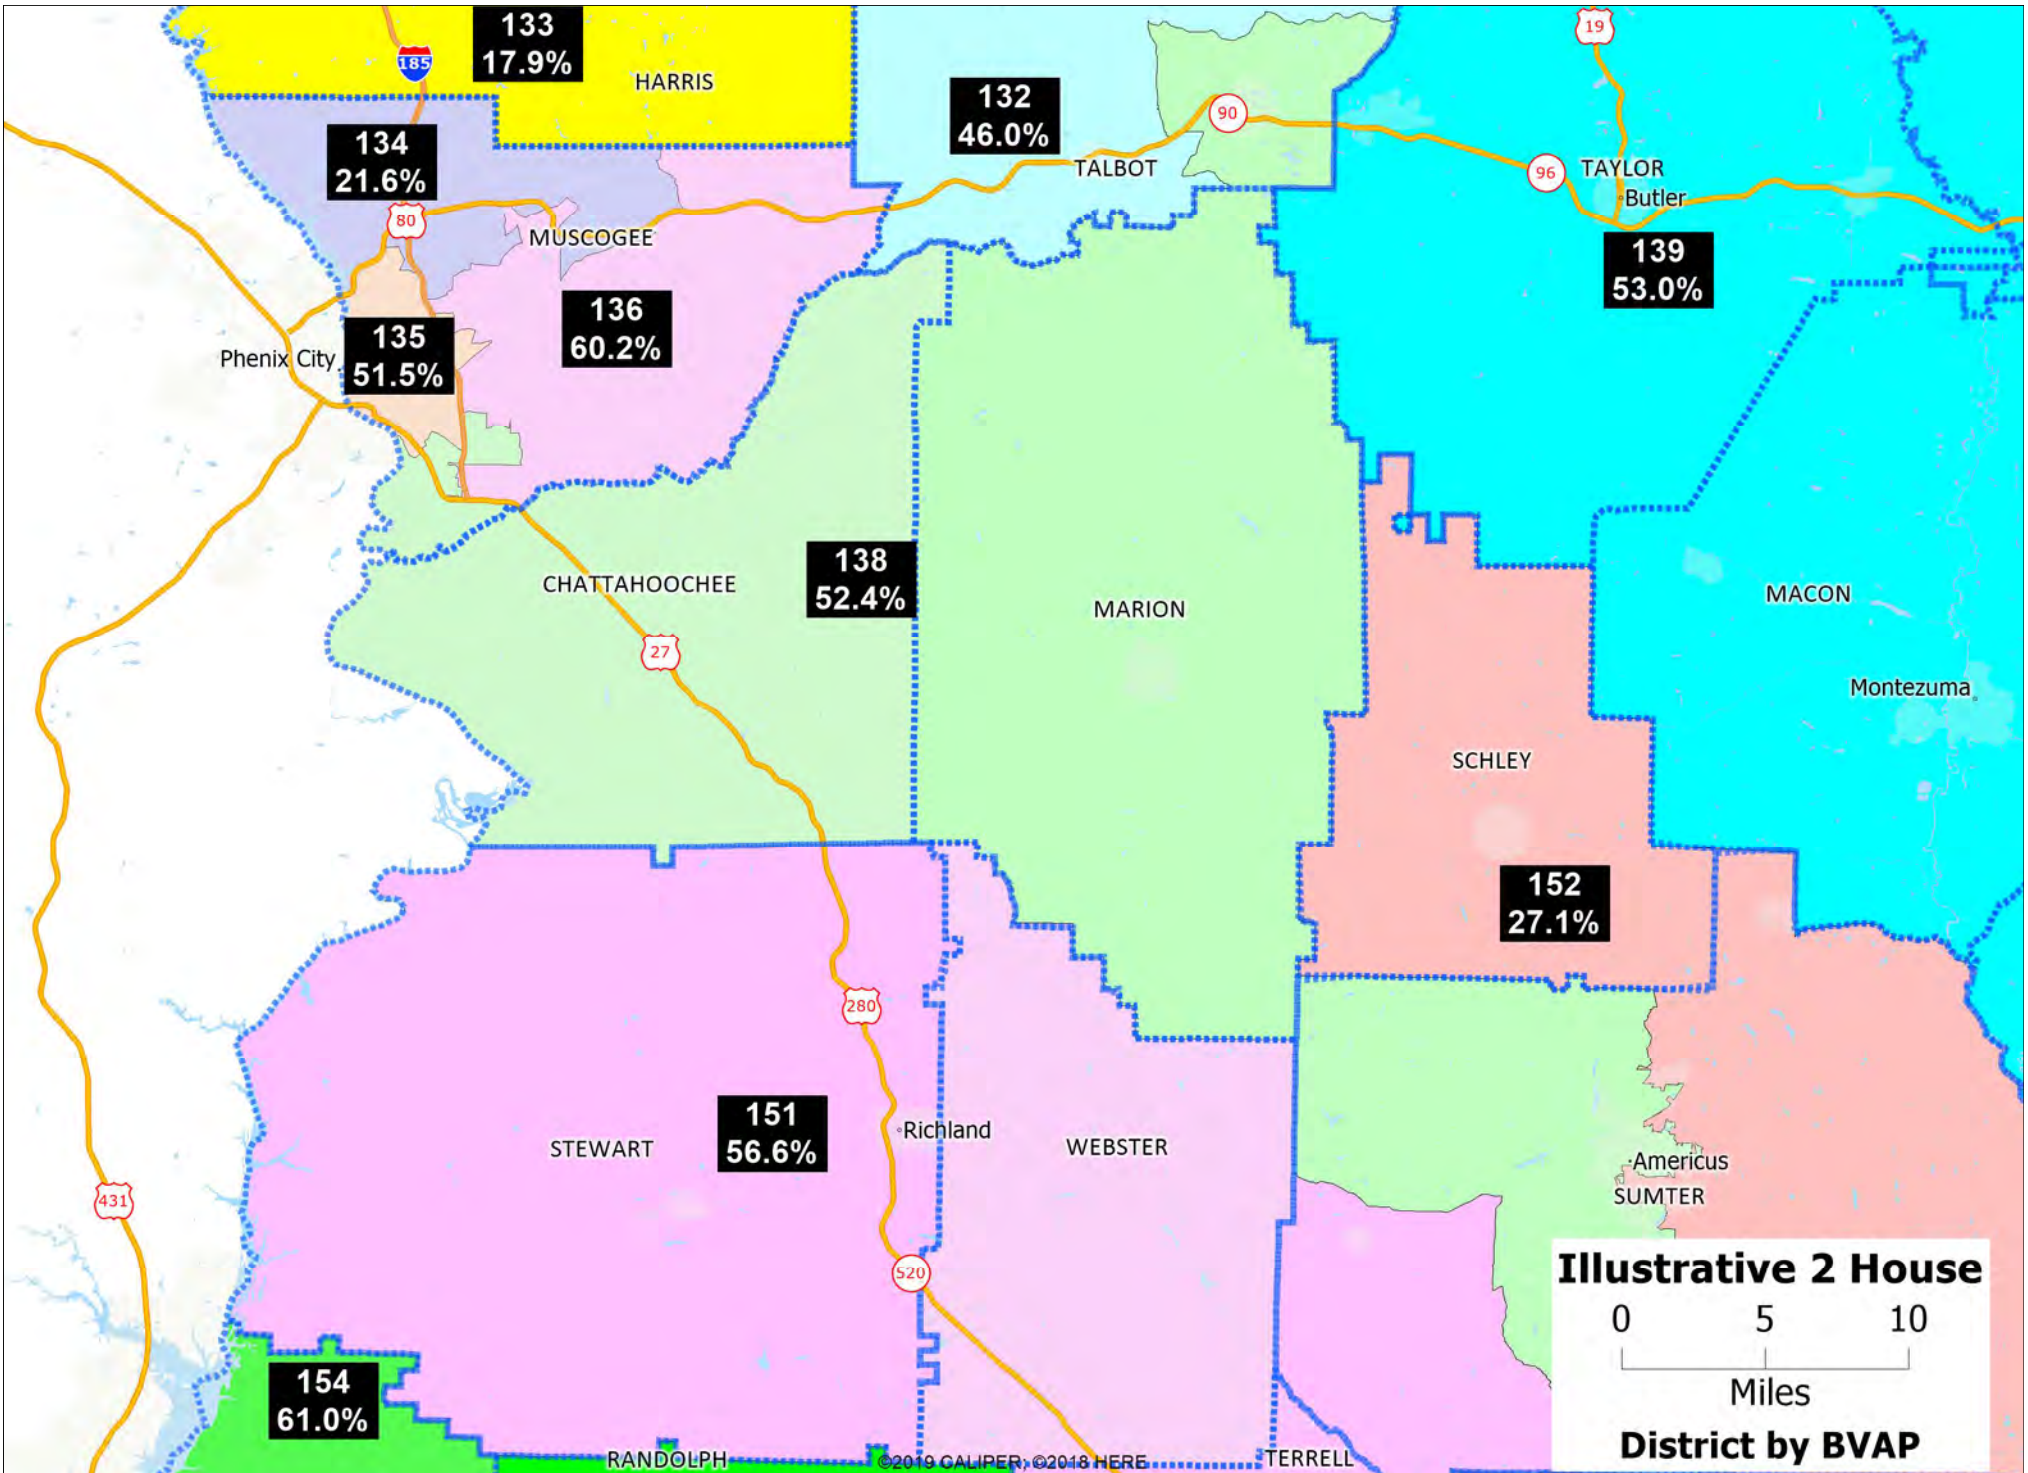 133
17.9%
19
185
HARRIS
132
46.0%
90
134
21.6%
TALBOT
96
TAYLOR
Butler
80
MUSCOGEE
139
53.0%
136
60.2%
135
51.5%
Phenix City
138
52.4%
CHATTAHOOCHEE
MARION
MACON
27
Montezuma
SCHLEY
152
27.1%
280
151
56.6%
Richland
STEWART
WEBSTER
Americus
SUMTER
431
520
Illustrative 2 House
0 5 10
Miles
District by BVAP
154
61.0%
RANDOLPH
©2019 CALIPER; ©2018 HERE
TERRELL